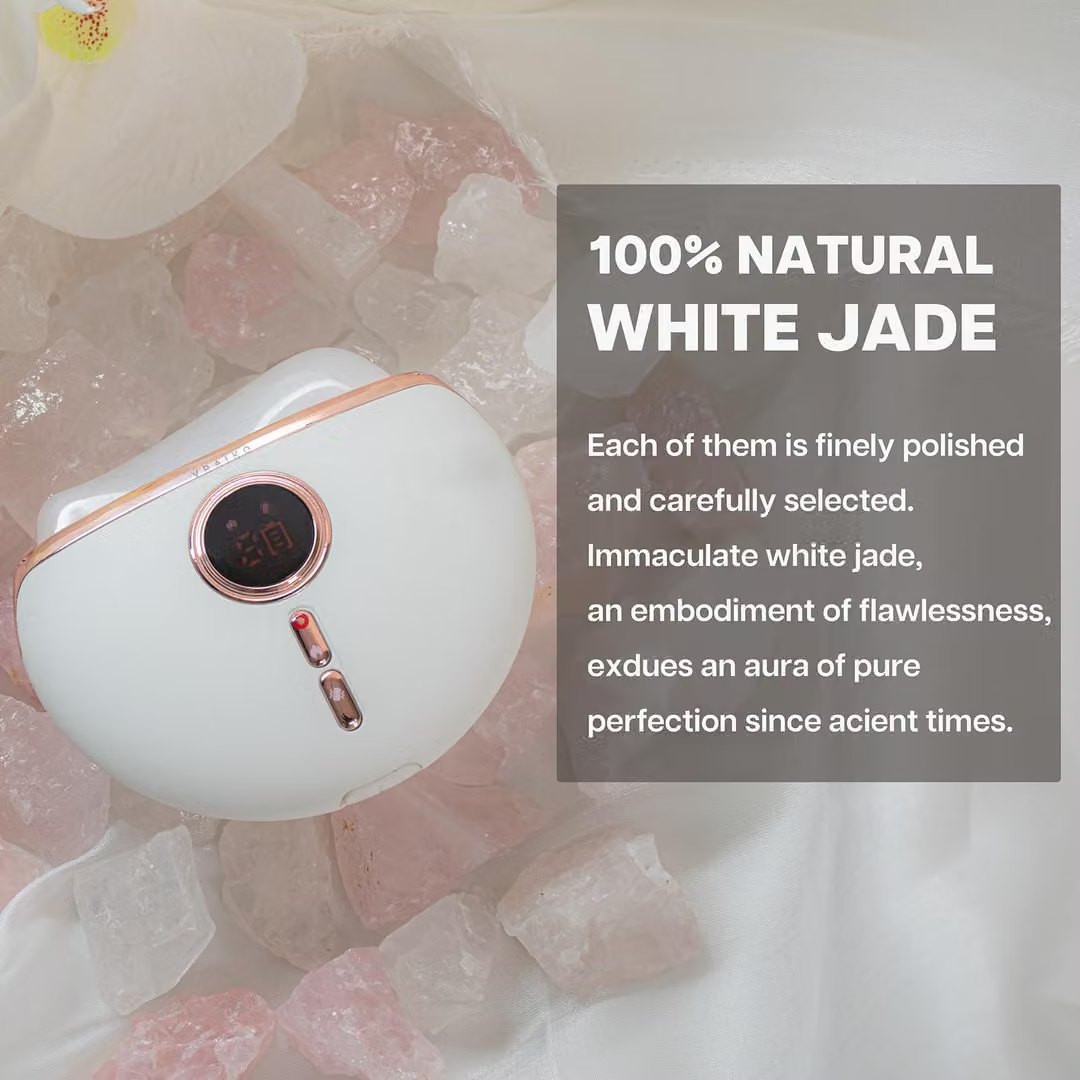 100% NATURAL
WHITE JADE
Each of them is finely polished
and carefully selected.
Immaculate white jade,
an embodiment of flawlessness,
exdues an aura of pure
perfection since acient times.
VRAIKO